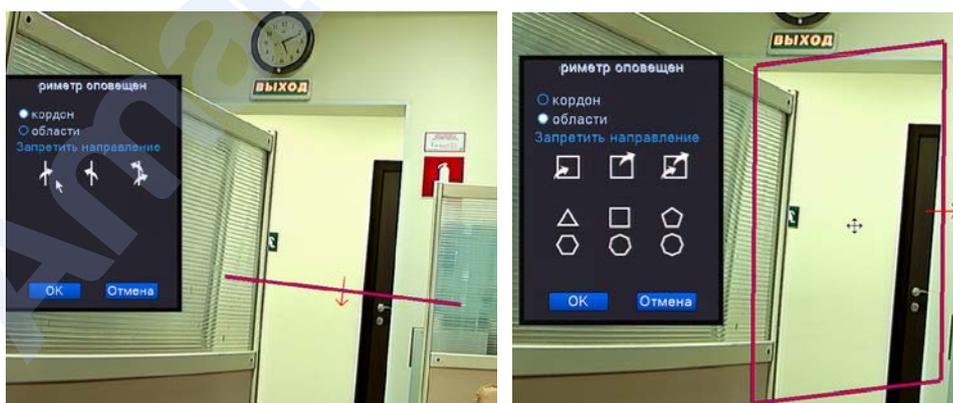 ВЫХОД
риметр оповещен
кордон
области
Запретить направление
OK
Отмена
ВЫХОД
риметр оповещен
кордон
области
Запретить направление
OK
Отмена